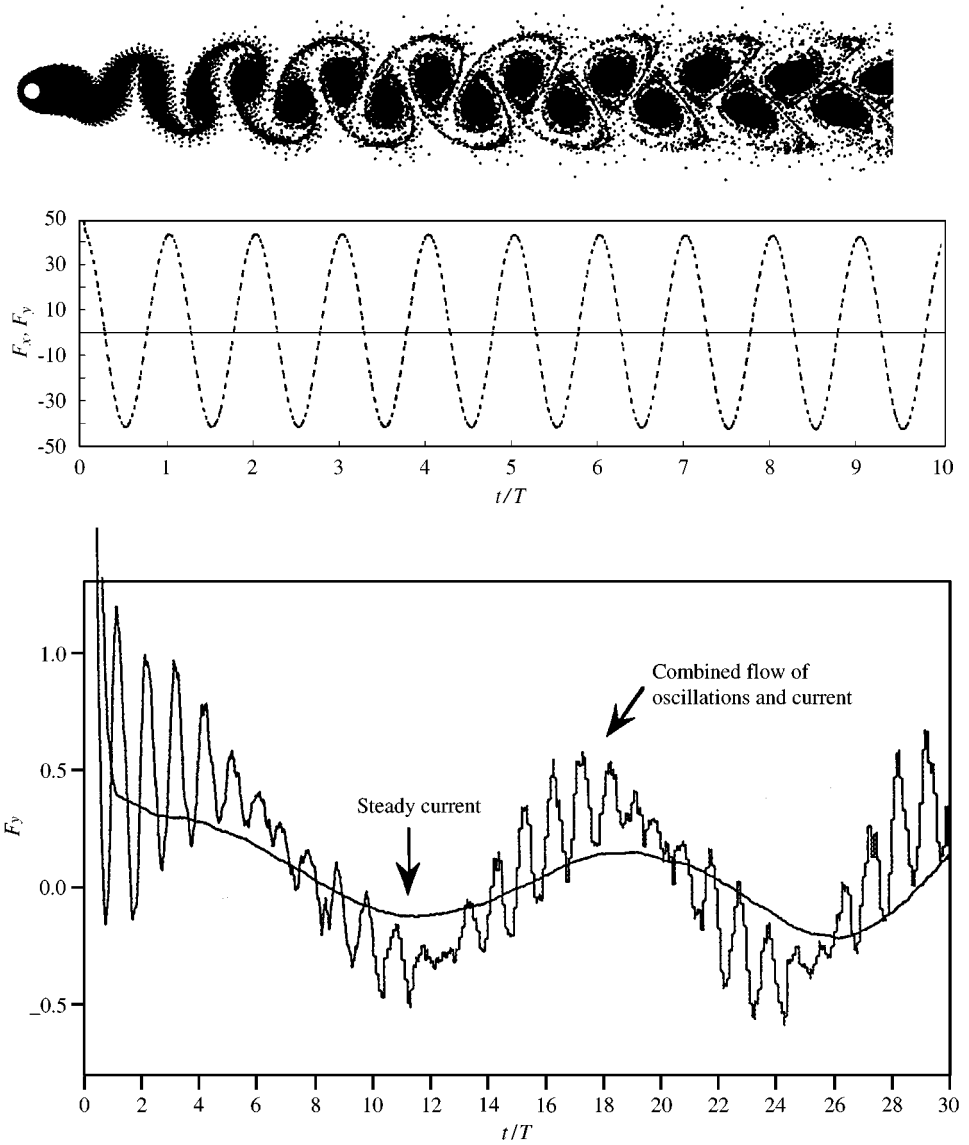 50
30
10
-10
-30
-50
F_x, F_y
0 1 2 3 4 5 6 7 8 9 10
t/T
1.0
0.5
0.0
_0.5
F_y
Combined flow of
oscillations and current
Steady current
0 2 4 6 8 10 12 14 16 18 20 22 24 26 28 30
t/T